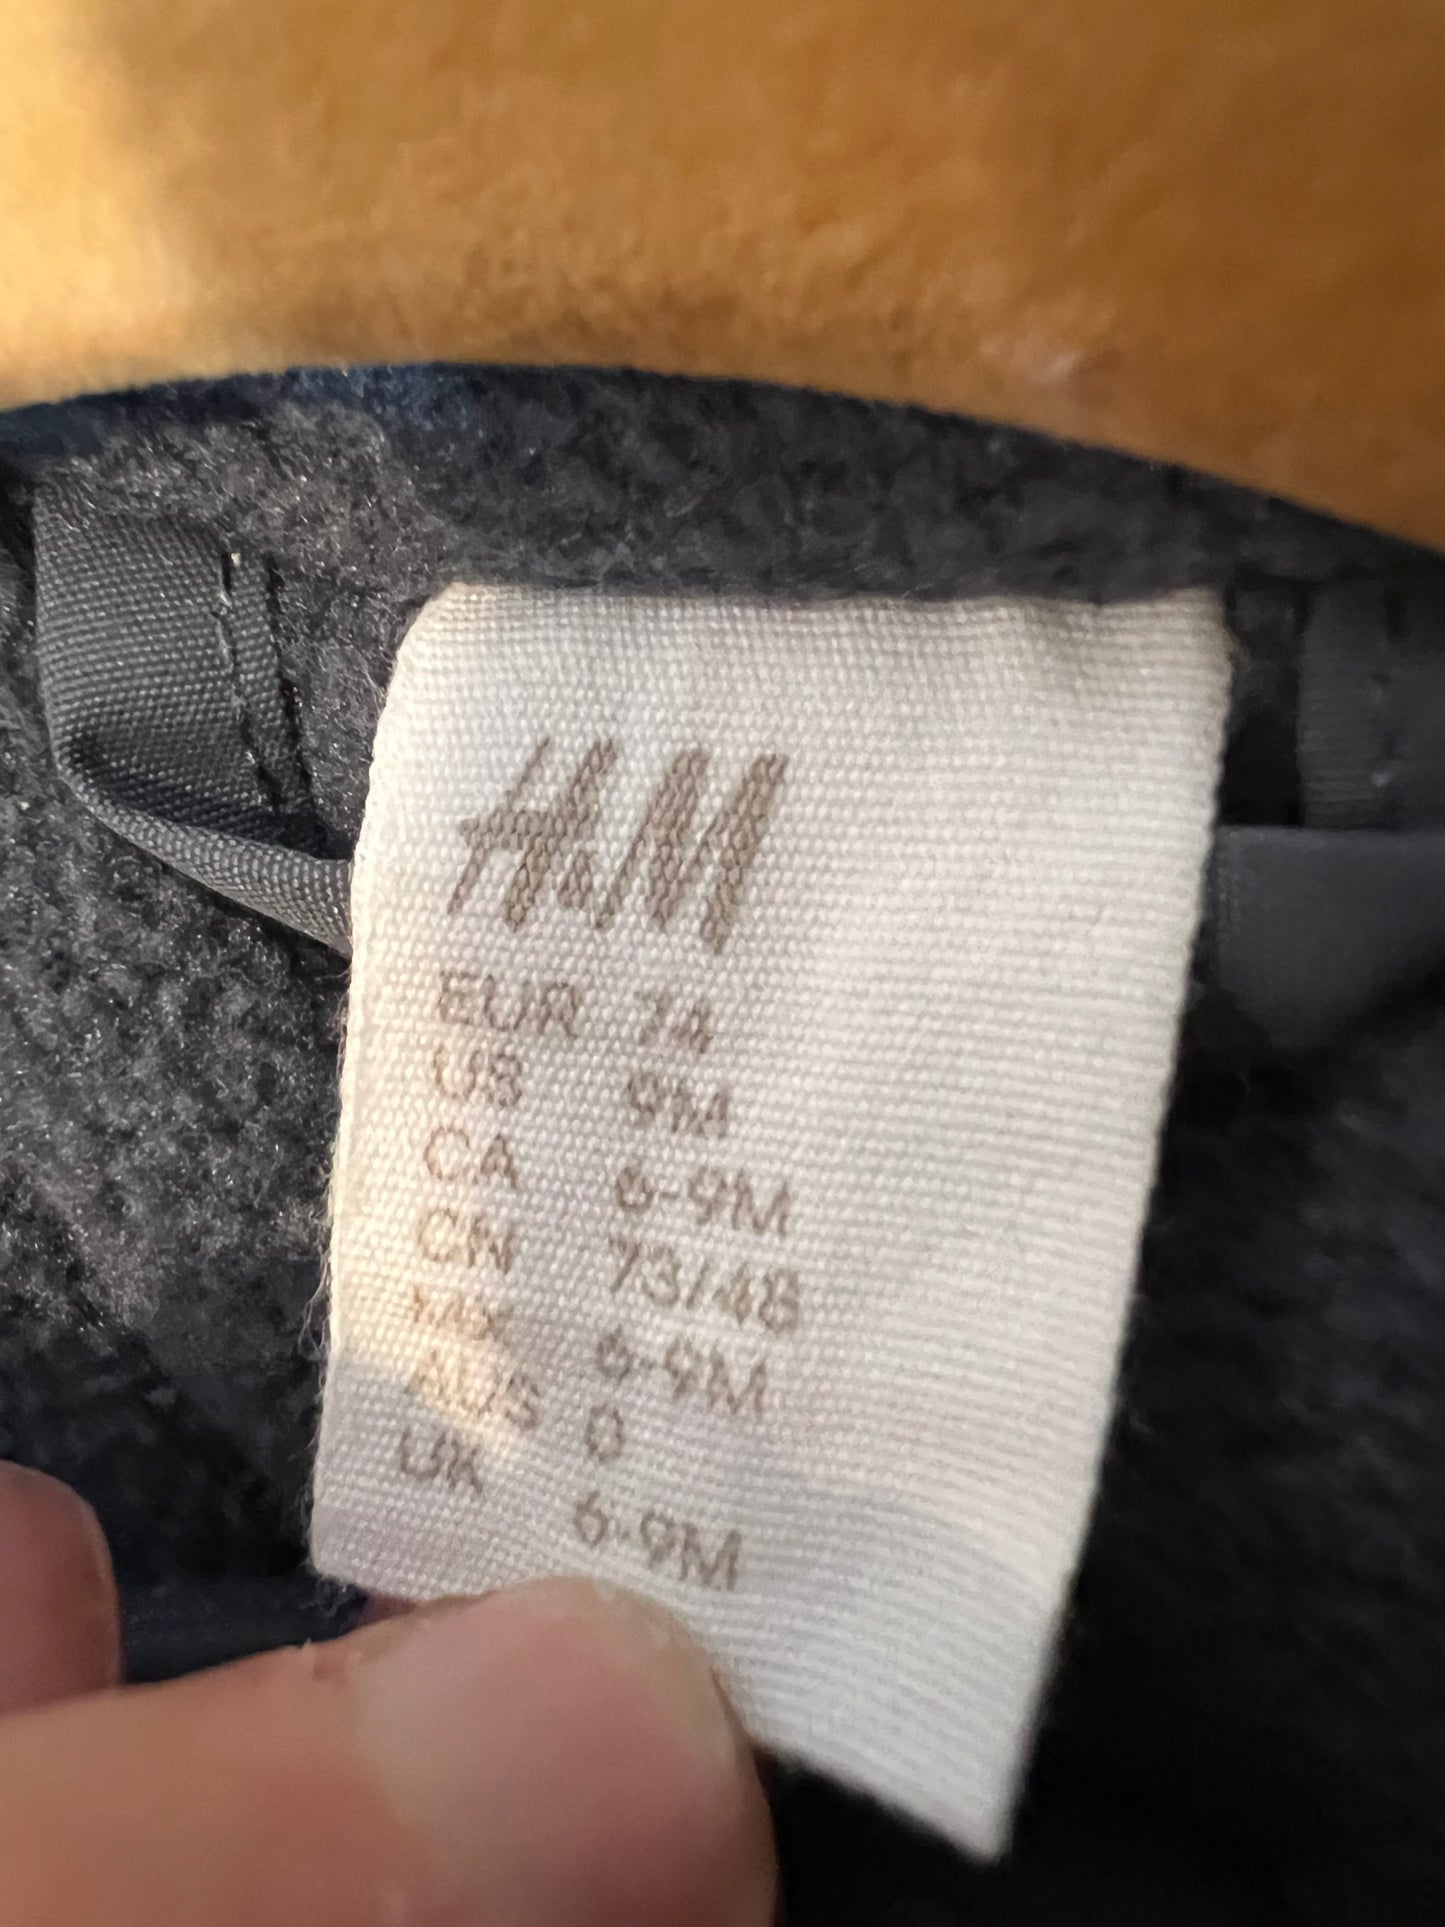 H&M
EUR 74
US 9M
CA 6-9M
CN 73/48
MX 6-9M
AUS 0
UK 6-9M